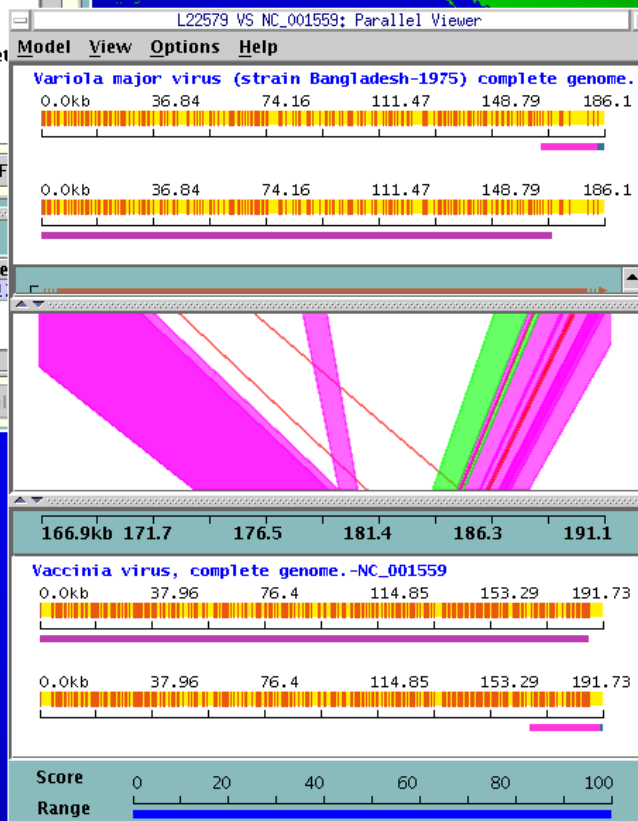 L22579 VS NC_001559: Parallel Viewer
Model View Options Help
Variola major virus (strain Bangladesh-1975) complete genome.
0.0kb 36.84 74.16 111.47 148.79 186.1
0.0kb 36.84 74.16 111.47 148.79 186.1
166.9kb 171.7 176.5 181.4 186.3 191.1
Vaccinia virus, complete genome.-NC_001559
0.0kb 37.96 76.4 114.85 153.29 191.73
0.0kb 37.96 76.4 114.85 153.29 191.73
Score 0 20 40 60 80 100
Range